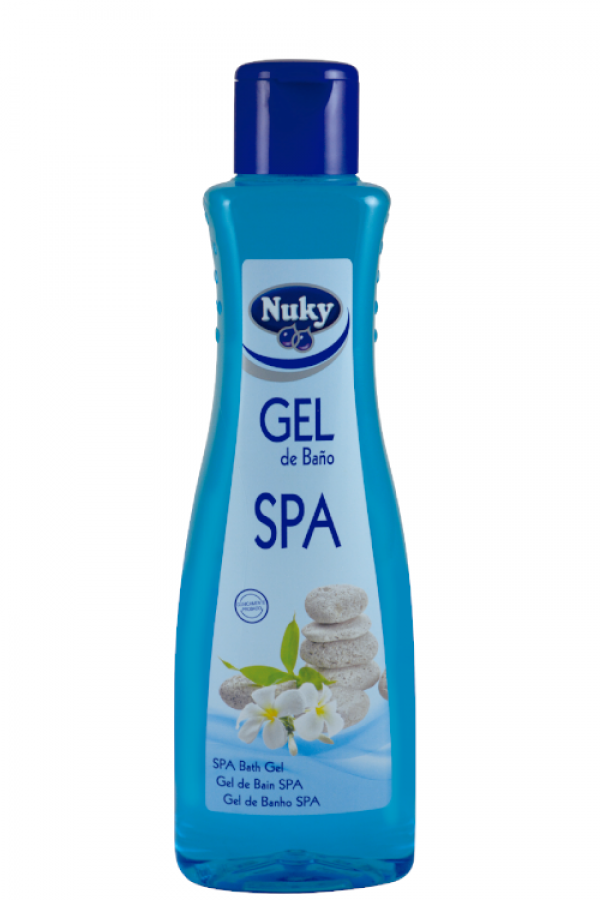 Nuky
GEL
de Baño
SPA
SPA Bath Gel
Gel de Bain SPA
Gel de Banho SPA